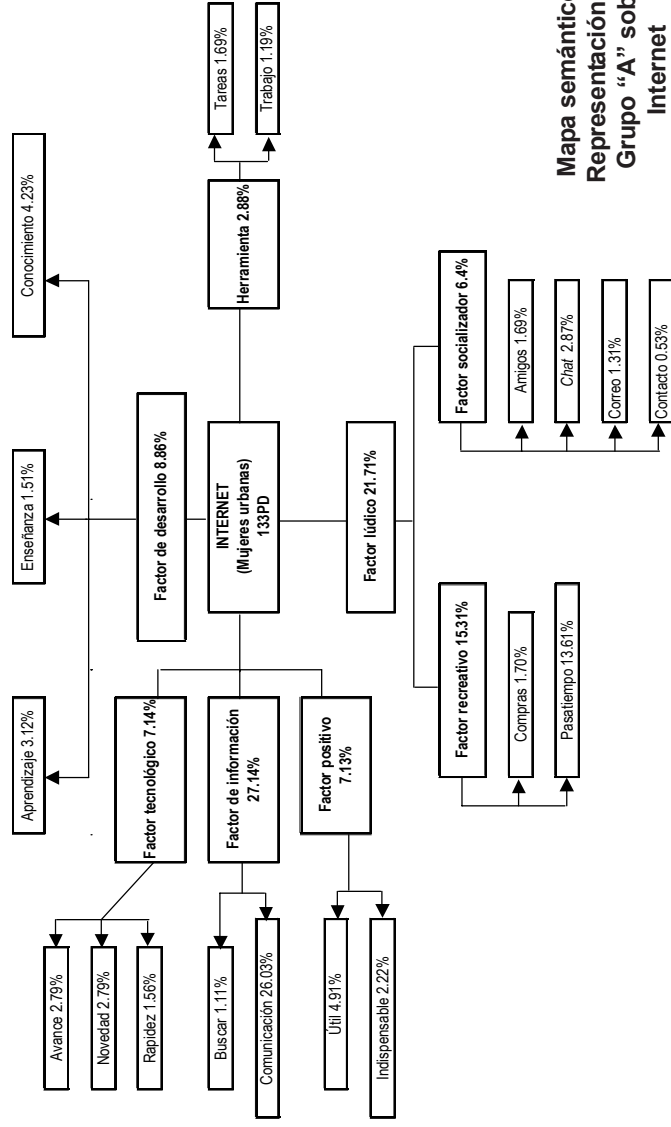 Aprendizaje 3.12%
Enseñanza 1.51%
Conocimiento 4.23%
Avance 2.79%
Novedad 2.79%
Rapidez 1.56%
Factor tecnológico 7.14%
Factor de desarrollo 8.86%
Tareas 1.69%
Trabajo 1.19%
Herramienta 2.88%
Buscar 1.11%
Comunicación 26.03%
Factor de información
27.14%
INTERNET
(Mujeres urbanas)
133PD
Útil 4.91%
Indispensable 2.22%
Factor positivo
7.13%
Factor lúdico 21.71%
Factor recreativo 15.31%
Compras 1.70%
Pasatiempo 13.61%
Factor socializador 6.4%
Amigos 1.69%
Chat 2.87%
Correo 1.31%
Contacto 0.53%
Mapa semántico
Representación
Grupo “A” sob
Internet